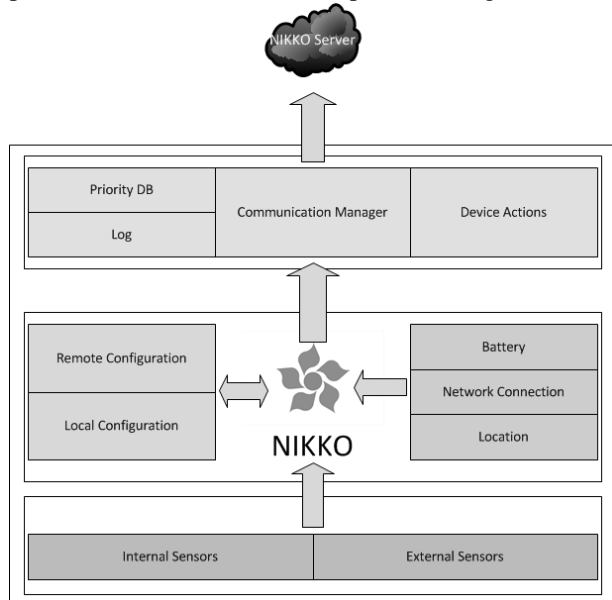 NIKKO Server
Priority DB
Log
Communication Manager
Device Actions
Remote Configuration
Local Configuration
NIKKO
Battery
Network Connection
Location
Internal Sensors
External Sensors